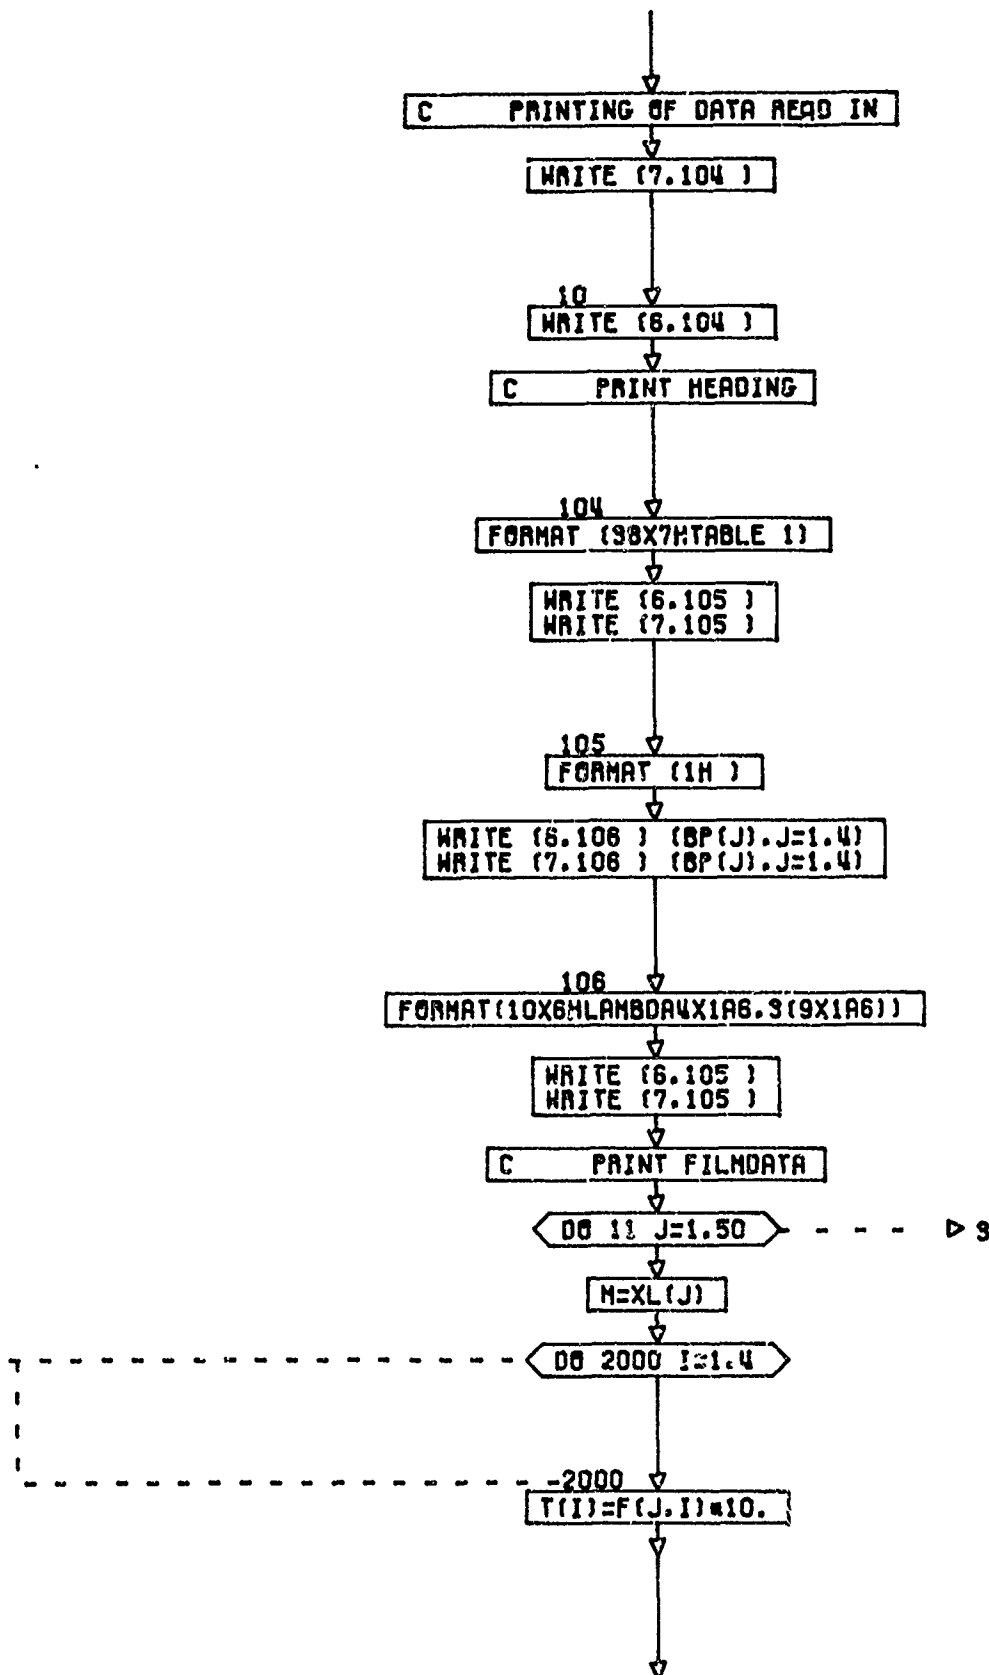 C PRINTING OF DATA READ IN
WRITE (7.104 )
10
WRITE (6.104 )
C PRINT HEADING
104
FORMAT (38X7HTABLE 1)
WRITE (6.105 )
WRITE (7.105 )
105
FORMAT (1H )
WRITE (6.106 ) (BP(J).J=1.4)
WRITE (7.106 ) (BP(J).J=1.4)
106
FORMAT(10X6HLAMBDA4X1A6.3(9X1A6))
WRITE (6.105 )
WRITE (7.105 )
C PRINT FILMDATA
DO 11 J=1.50
3
M=XL(J)
DO 2000 I=1.4
2000
T(I)=F(J.I)*10.